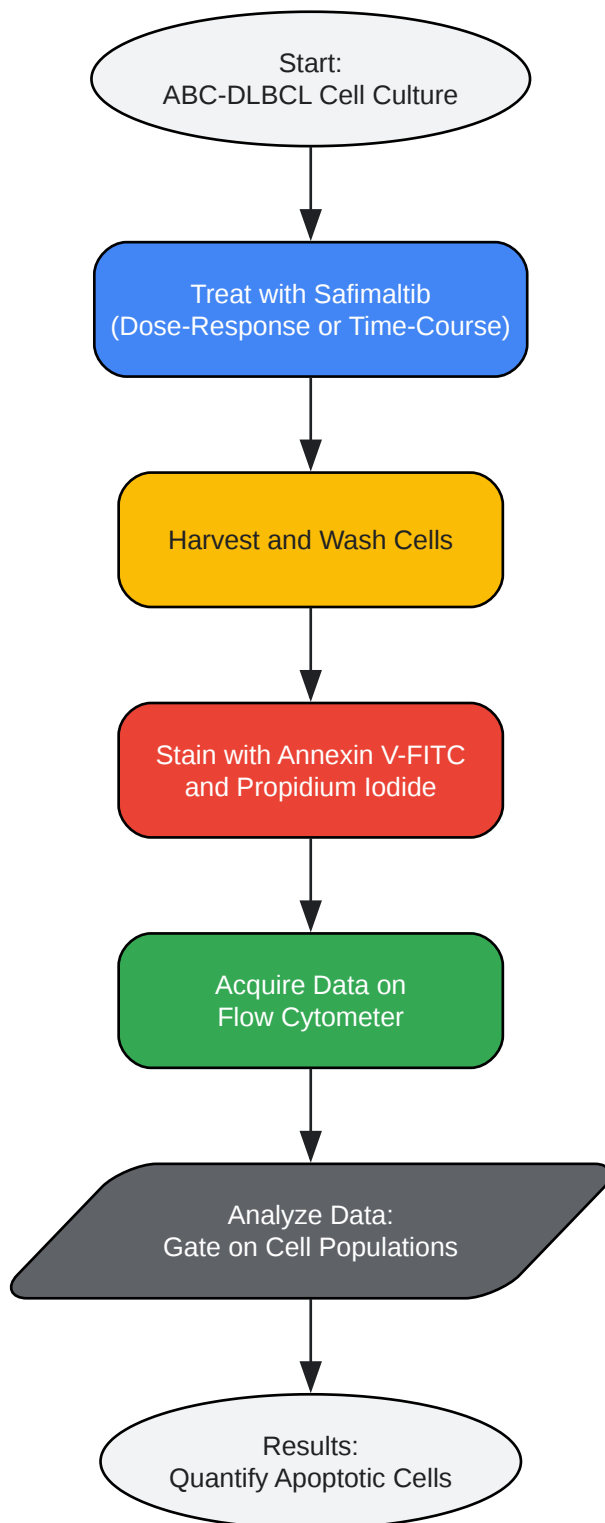 Start:
ABC-DLBCL Cell Culture
Treat with Safimaltib
(Dose-Response or Time-Course)
Harvest and Wash Cells
Stain with Annexin V-FITC
and Propidium Iodide
Acquire Data on
Flow Cytometer
Analyze Data:
Gate on Cell Populations
Results:
Quantify Apoptotic Cells